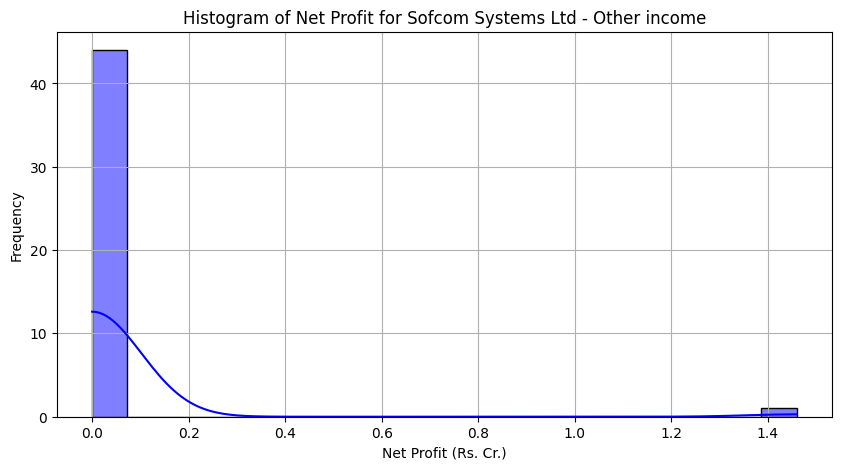 Histogram of Net Profit for Sofcom Systems Ltd - Other income
Frequency
40
30
20
10
0
0.0 0.2 0.4 0.6 0.8 1.0 1.2 1.4
Net Profit (Rs. Cr.)